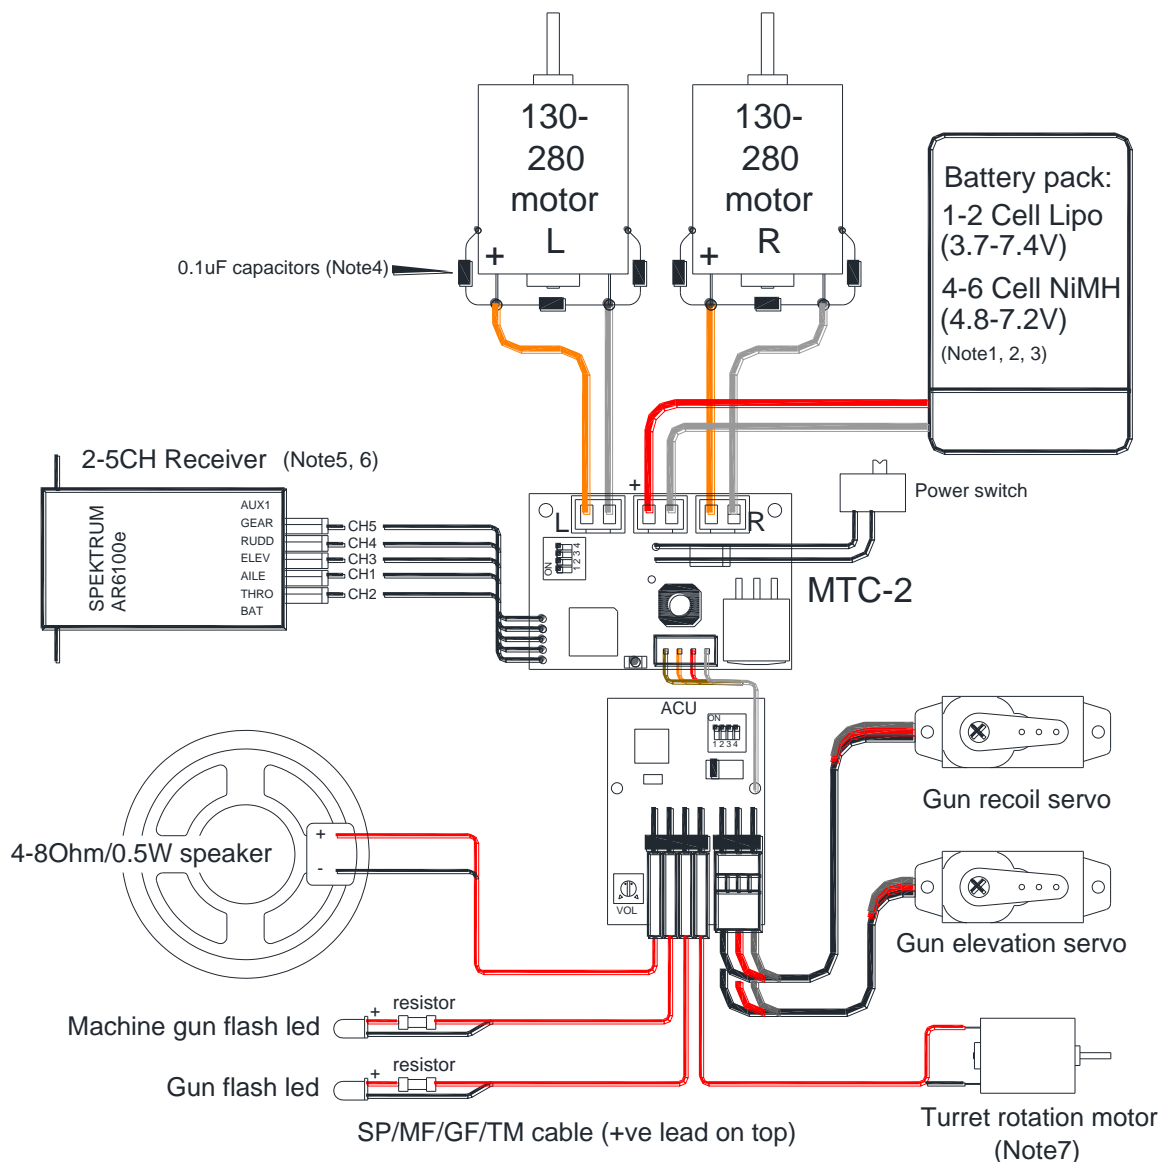 130-
280
motor
L
+
130-
280
motor
R
+
Battery pack:
1-2 Cell Lipo
(3.7-7.4V)
4-6 Cell NiMH
(4.8-7.2V)
(Note1, 2, 3)
0.1uF capacitors (Note4)
2-5CH Receiver (Note5, 6)
SPEKTRUM
AR6100e
AUX1
GEAR
RUDD
ELEV
AILE
THRO
BAT
CH5
CH4
CH3
CH1
CH2
+
L
R
ON
1 2 3 4
Power switch
MTC-2
ACU
ON
1 2 3 4
VOL
Gun recoil servo
4-8Ohm/0.5W speaker
+
-
Gun elevation servo
Machine gun flash led
+
resistor
Gun flash led
+
resistor
SP/MF/GF/TM cable (+ve lead on top)
Turret rotation motor
(Note7)